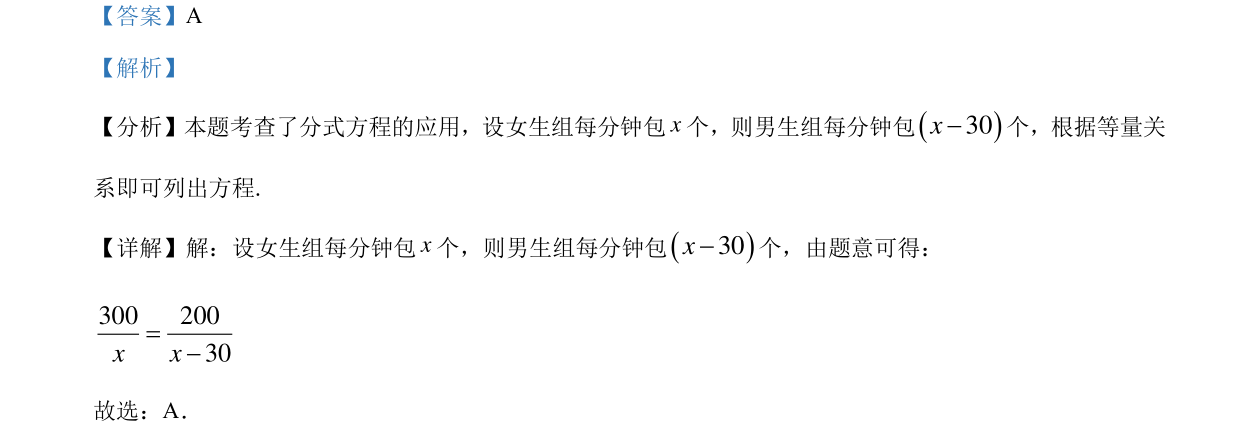 【答案】A
【解析】
【分析】本题考查了分式方程的应用，设女生组每分钟包 x 个，则男生组每分钟包(x−30)个，根据等量关
系即可列出方程.
【详解】解：设女生组每分钟包 x 个，则男生组每分钟包(x−30)个，由题意可得：
300/x = 200/(x−30)
故选：A．